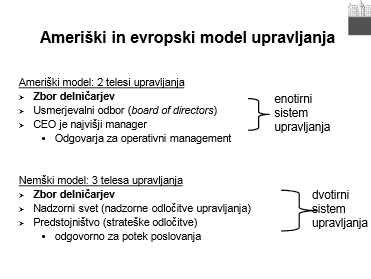 Ameriški in evropski model upravljanja
Ameriški model: 2 telesi upravljanja
➢ Zbor delničarjev
➢ Usmerjevalni odbor (board of directors)
➢ CEO je najvišji manager
• Odgovarja za operativni management
enotirni
sistem
upravljanja
Nemški model: 3 telesa upravljanja
➢ Zbor delničarjev
➢ Nadzorni svet (nadzorne odločitve upravljanja)
➢ Predstojništvo (strateške odločitve)
• odgovorno za potek poslovanja
dvotirni
sistem
upravljanja